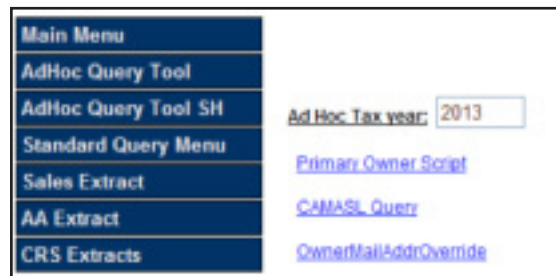 Main Menu
AdHoc Query Tool
AdHoc Query Tool SH
Standard Query Menu
Sales Extract
AA Extract
CRS Extracts
Ad Hoc Tax year: 2013
Primary Owner Script
CAMASL Query
OwnerMailAddrOverride